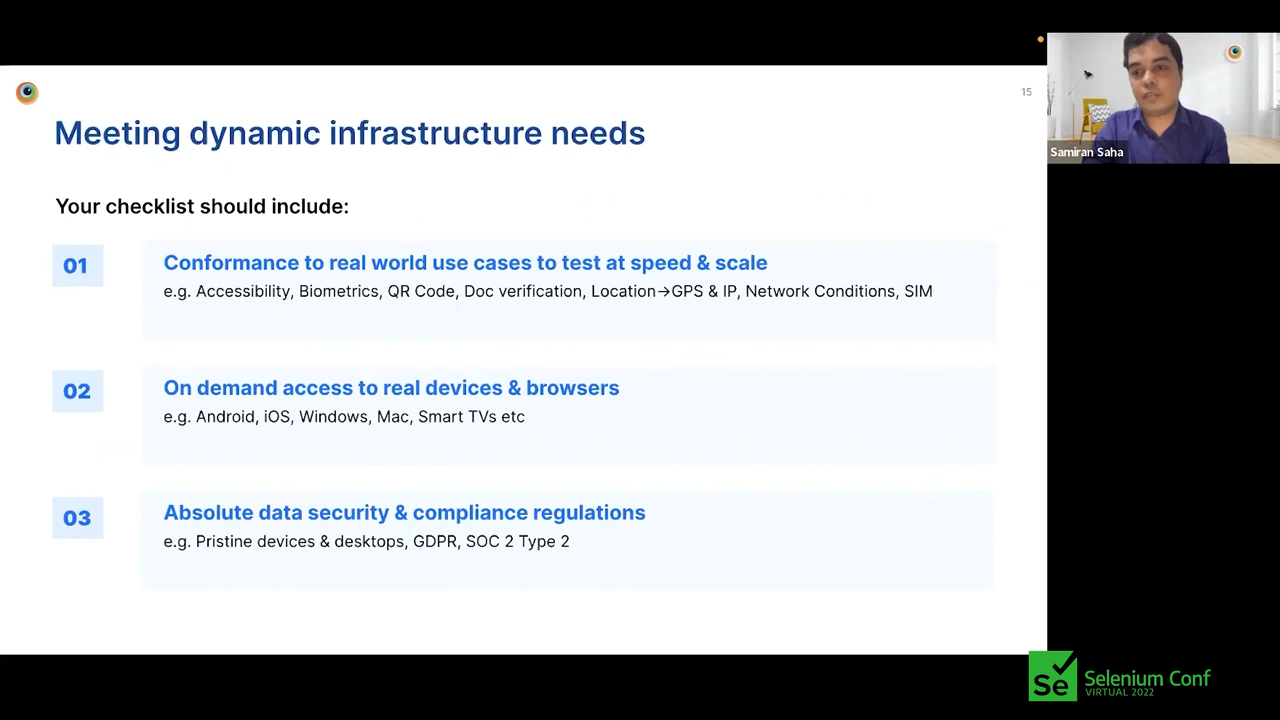 15
Meeting dynamic infrastructure needs
Your checklist should include:
01
Conformance to real world use cases to test at speed & scale
e.g. Accessibility, Biometrics, QR Code, Doc verification, Location→GPS & IP, Network Conditions, SIM
02
On demand access to real devices & browsers
e.g. Android, iOS, Windows, Mac, Smart TVs etc
03
Absolute data security & compliance regulations
e.g. Pristine devices & desktops, GDPR, SOC 2 Type 2
Samiran Saha
Se
Selenium Conf
VIRTUAL 2022